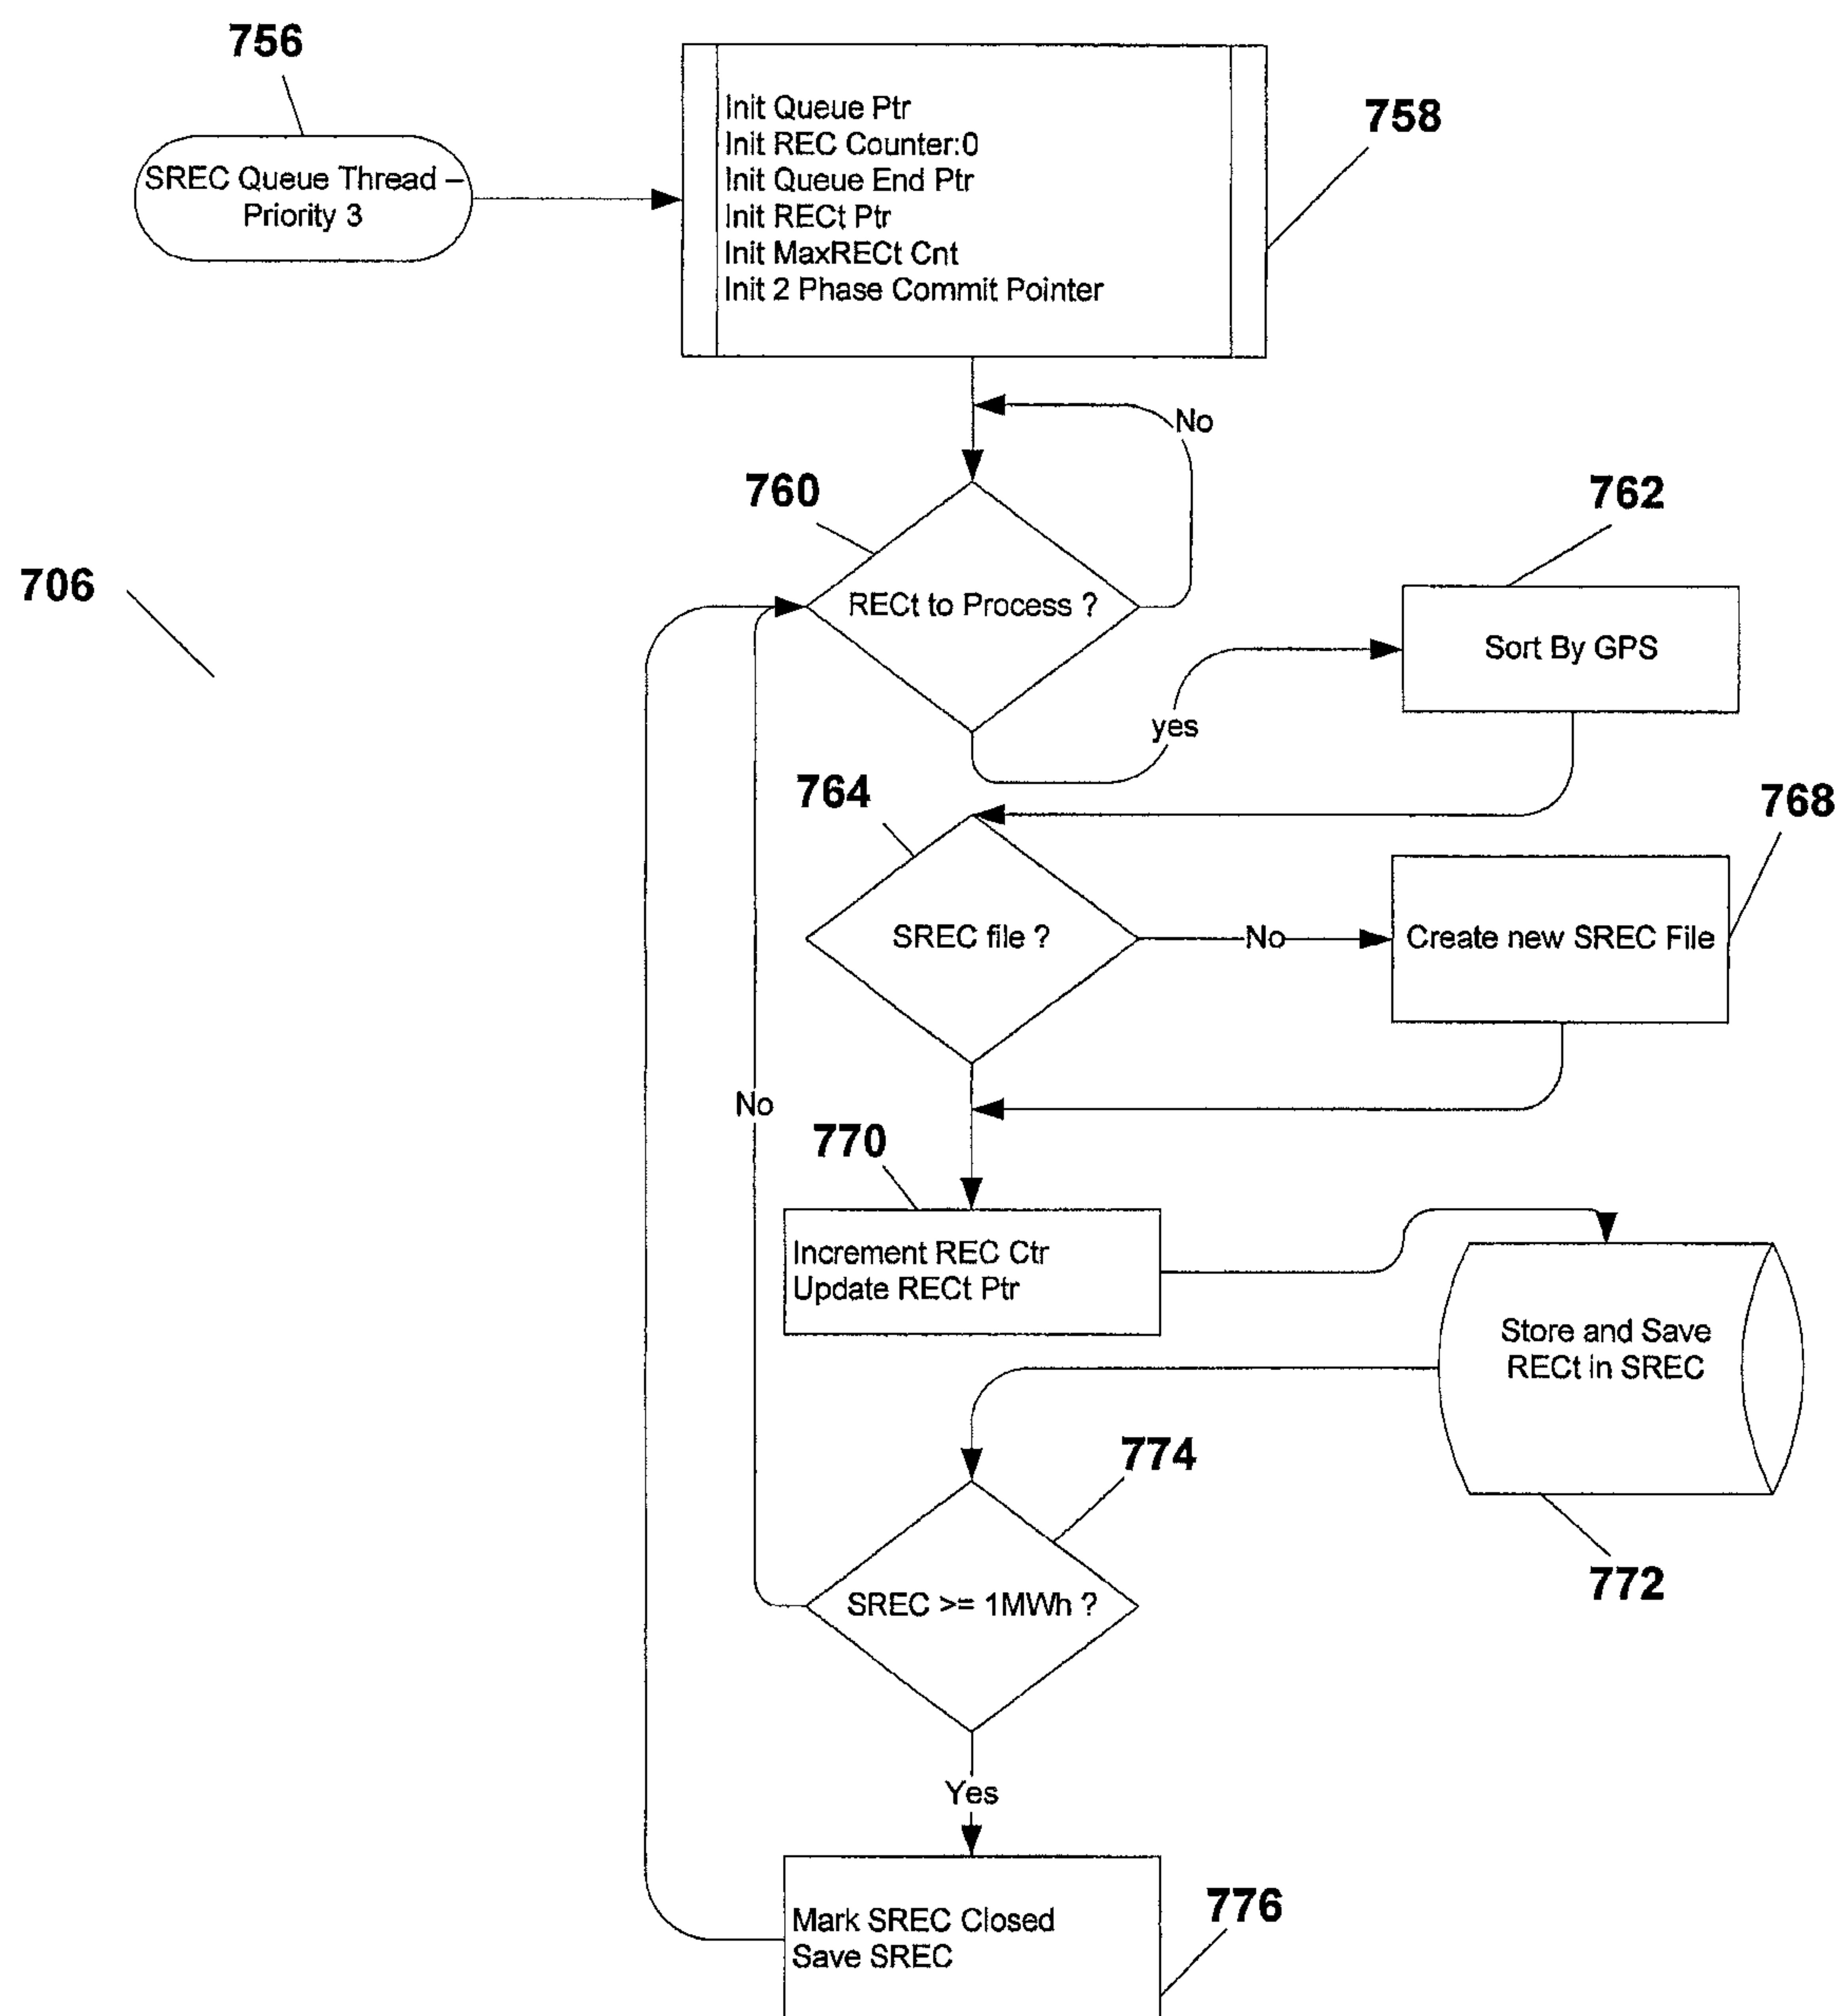 756
SREC Queue Thread –
Priority 3
Init Queue Ptr
Init REC Counter:0
Init Queue End Ptr
Init RECt Ptr
Init MaxRECt Cnt
Init 2 Phase Commit Pointer
758
No
760
RECt to Process ?
762
Sort By GPS
706
yes
764
SREC file ?
No
768
Create new SREC File
No
770
Increment REC Ctr
Update RECt Ptr
Store and Save
RECt in SREC
772
774
SREC >= 1MWh ?
Yes
Mark SREC Closed
Save SREC
776